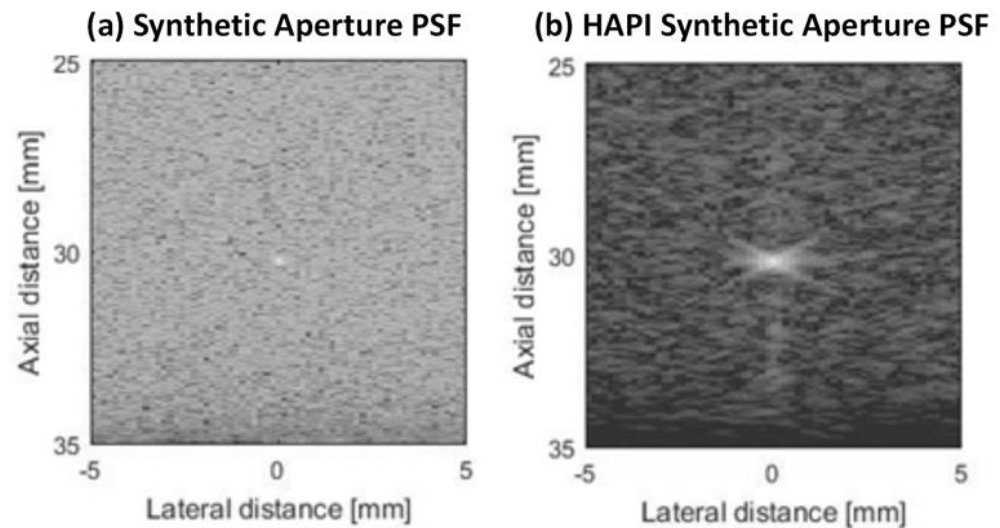 (a) Synthetic Aperture PSF
25
30
35
-5
0
5
Axial distance [mm]
Lateral distance [mm]
(b) HAPI Synthetic Aperture PSF
25
30
35
-5
0
5
Axial distance [mm]
Lateral distance [mm]